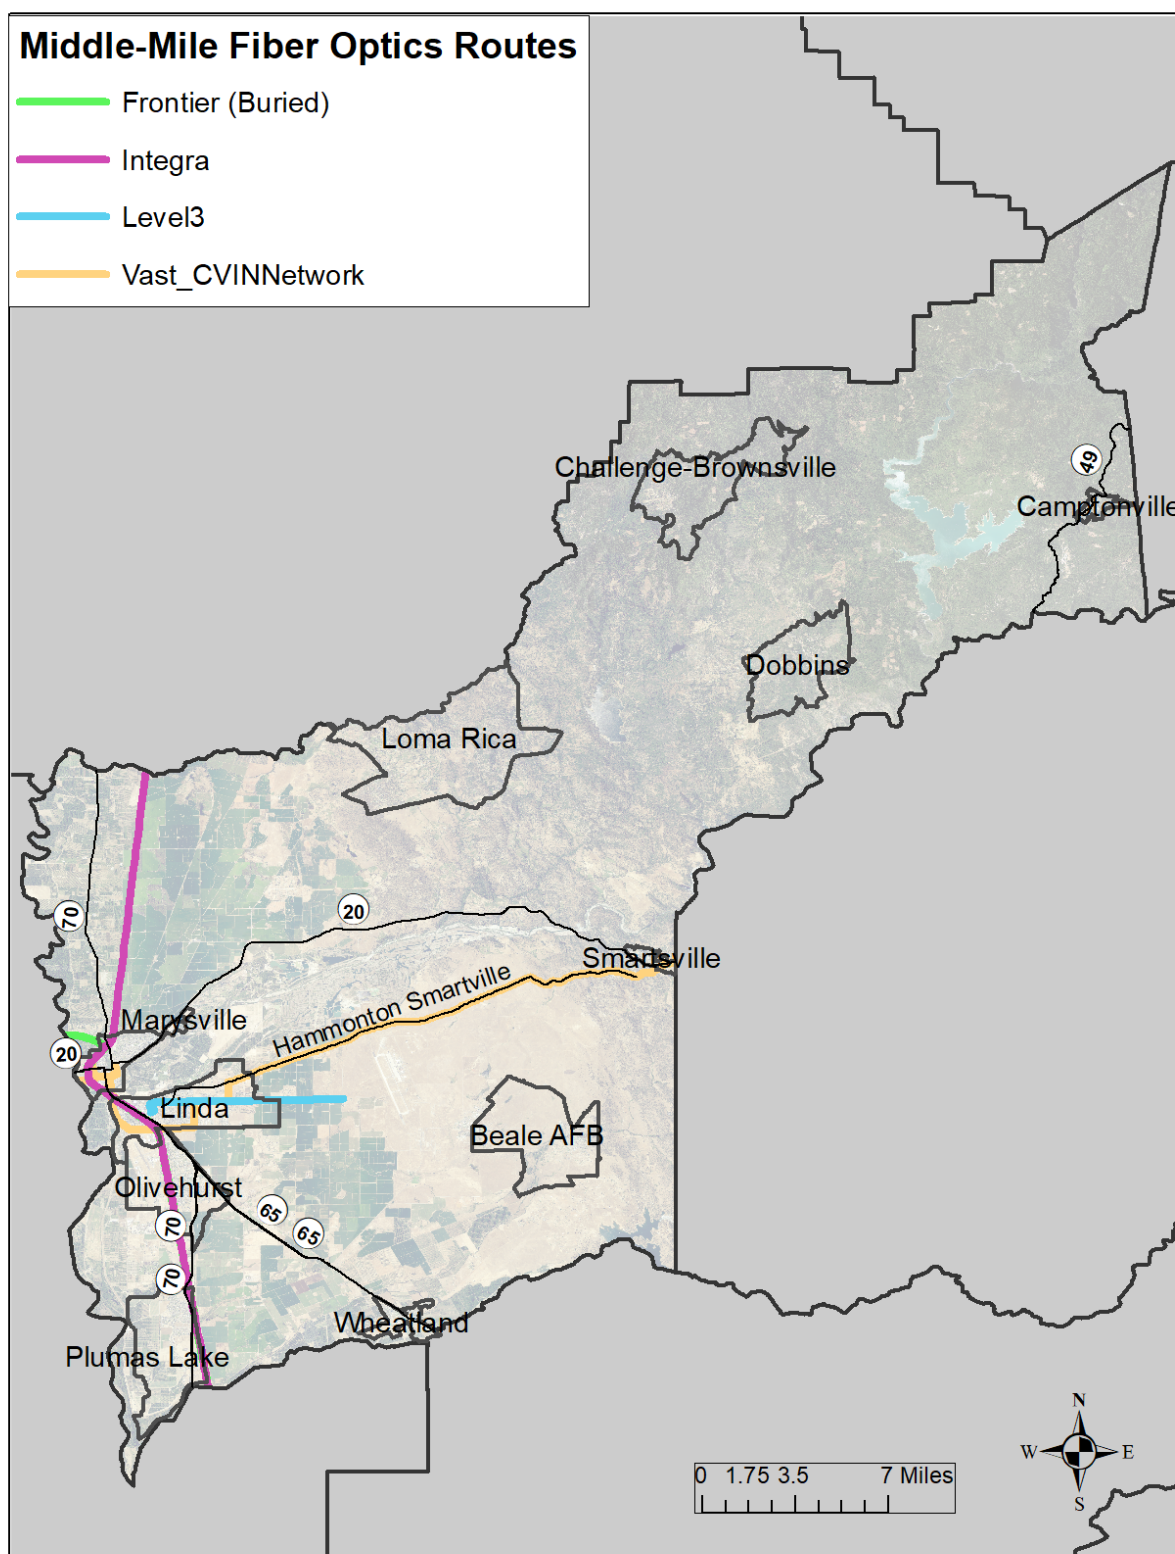 Middle-Mile Fiber Optics Routes
Frontier (Buried)
Integra
Level3
Vast_CVINNetwork
Challenge-Brownsville
49
Camptonville
Dobbins
Loma Rica
70
20
Smartsville
Hammonton Smartville
Marysville
20
Linda
Beale AFB
Olivehurst
70
65
65
70
Wheatland
Plumas Lake
N
W
E
S
0 1.75 3.5 7 Miles